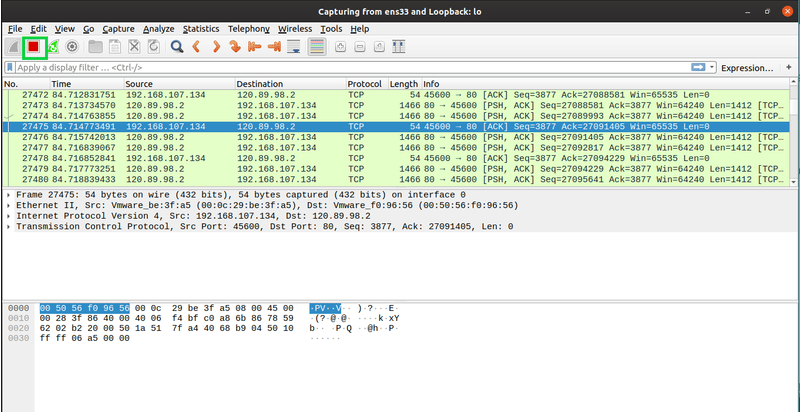 Capturing from ens33 and Loopback: lo
File Edit View Go Capture Analyze Statistics Telephony Wireless Tools Help
Apply a display filter ... <Ctrl-/> Expression… +
No. Time Source Destination Protocol Length Info
27472 84.712831751 192.168.107.134 120.89.98.2 TCP 54 45600 → 80 [ACK] Seq=3877 Ack=27088581 Win=65535 Len=0
27473 84.713734570 120.89.98.2 192.168.107.134 TCP 1466 80 → 45600 [PSH, ACK] Seq=27088581 Ack=3877 Win=64240 Len=1412 [TCP…
27474 84.714763855 120.89.98.2 192.168.107.134 TCP 1466 80 → 45600 [PSH, ACK] Seq=27089993 Ack=3877 Win=64240 Len=1412 [TCP…
27475 84.714773491 192.168.107.134 120.89.98.2 TCP 54 45600 → 80 [ACK] Seq=3877 Ack=27091405 Win=65535 Len=0
27476 84.715742013 120.89.98.2 192.168.107.134 TCP 1466 80 → 45600 [PSH, ACK] Seq=27091405 Ack=3877 Win=64240 Len=1412 [TCP…
27477 84.716839067 120.89.98.2 192.168.107.134 TCP 1466 80 → 45600 [PSH, ACK] Seq=27092817 Ack=3877 Win=64240 Len=1412 [TCP…
27478 84.716852841 192.168.107.134 120.89.98.2 TCP 54 45600 → 80 [ACK] Seq=3877 Ack=27094229 Win=65535 Len=0
27479 84.717773251 120.89.98.2 192.168.107.134 TCP 1466 80 → 45600 [PSH, ACK] Seq=27094229 Ack=3877 Win=64240 Len=1412 [TCP…
27480 84.718839433 120.89.98.2 192.168.107.134 TCP 1466 80 → 45600 [PSH, ACK] Seq=27095641 Ack=3877 Win=64240 Len=1412 [TCP…
Frame 27475: 54 bytes on wire (432 bits), 54 bytes captured (432 bits) on interface 0
Ethernet II, Src: Vmware_be:3f:a5 (00:0c:29:be:3f:a5), Dst: Vmware_f0:96:56 (00:50:56:f0:96:56)
Internet Protocol Version 4, Src: 192.168.107.134, Dst: 120.89.98.2
Transmission Control Protocol, Src Port: 45600, Dst Port: 80, Seq: 3877, Ack: 27091405, Len: 0
0000 00 50 56 f0 96 56 00 0c 29 be 3f a5 08 00 45 00 ·PV··V·· )·?···E·
0010 00 28 3f 86 40 00 40 06 f4 bf c0 a8 6b 86 78 59 ·(?·@·@· ····k·xY
0020 62 02 b2 20 00 50 1a 51 7f a4 40 68 b9 04 50 10 b·· ·P·Q ··@h··P·
0030 ff ff 06 a5 00 00 ······